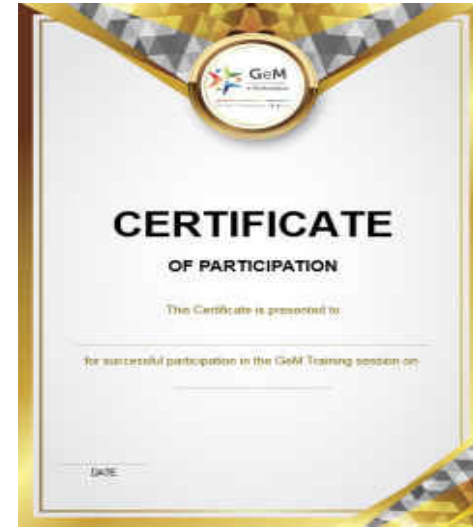 GeM
CERTIFICATE
OF PARTICIPATION
This Certificate is presented to
for successful participation in the GeM Training session on
DATE